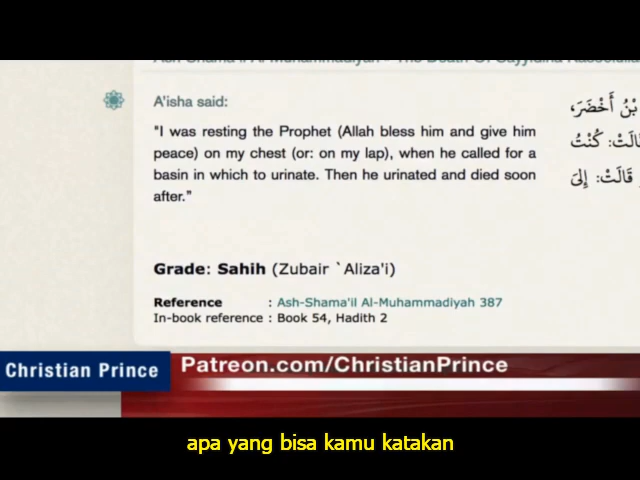 A'isha said:
بْنُ أَخْضَرَ،
"I was resting the Prophet (Allah bless him and give him
peace) on my chest (or: on my lap), when he called for a
قَالَتْ: كُنْتُ
basin in which to urinate. Then he urinated and died soon
قَالَتْ: إِلَى
after."
Grade: Sahih (Zubair `Aliza'i)
Reference : Ash-Shama'il Al-Muhammadiyah 387
In-book reference : Book 54, Hadith 2
Christian Prince
Patreon.com/ChristianPrince
apa yang bisa kamu katakan